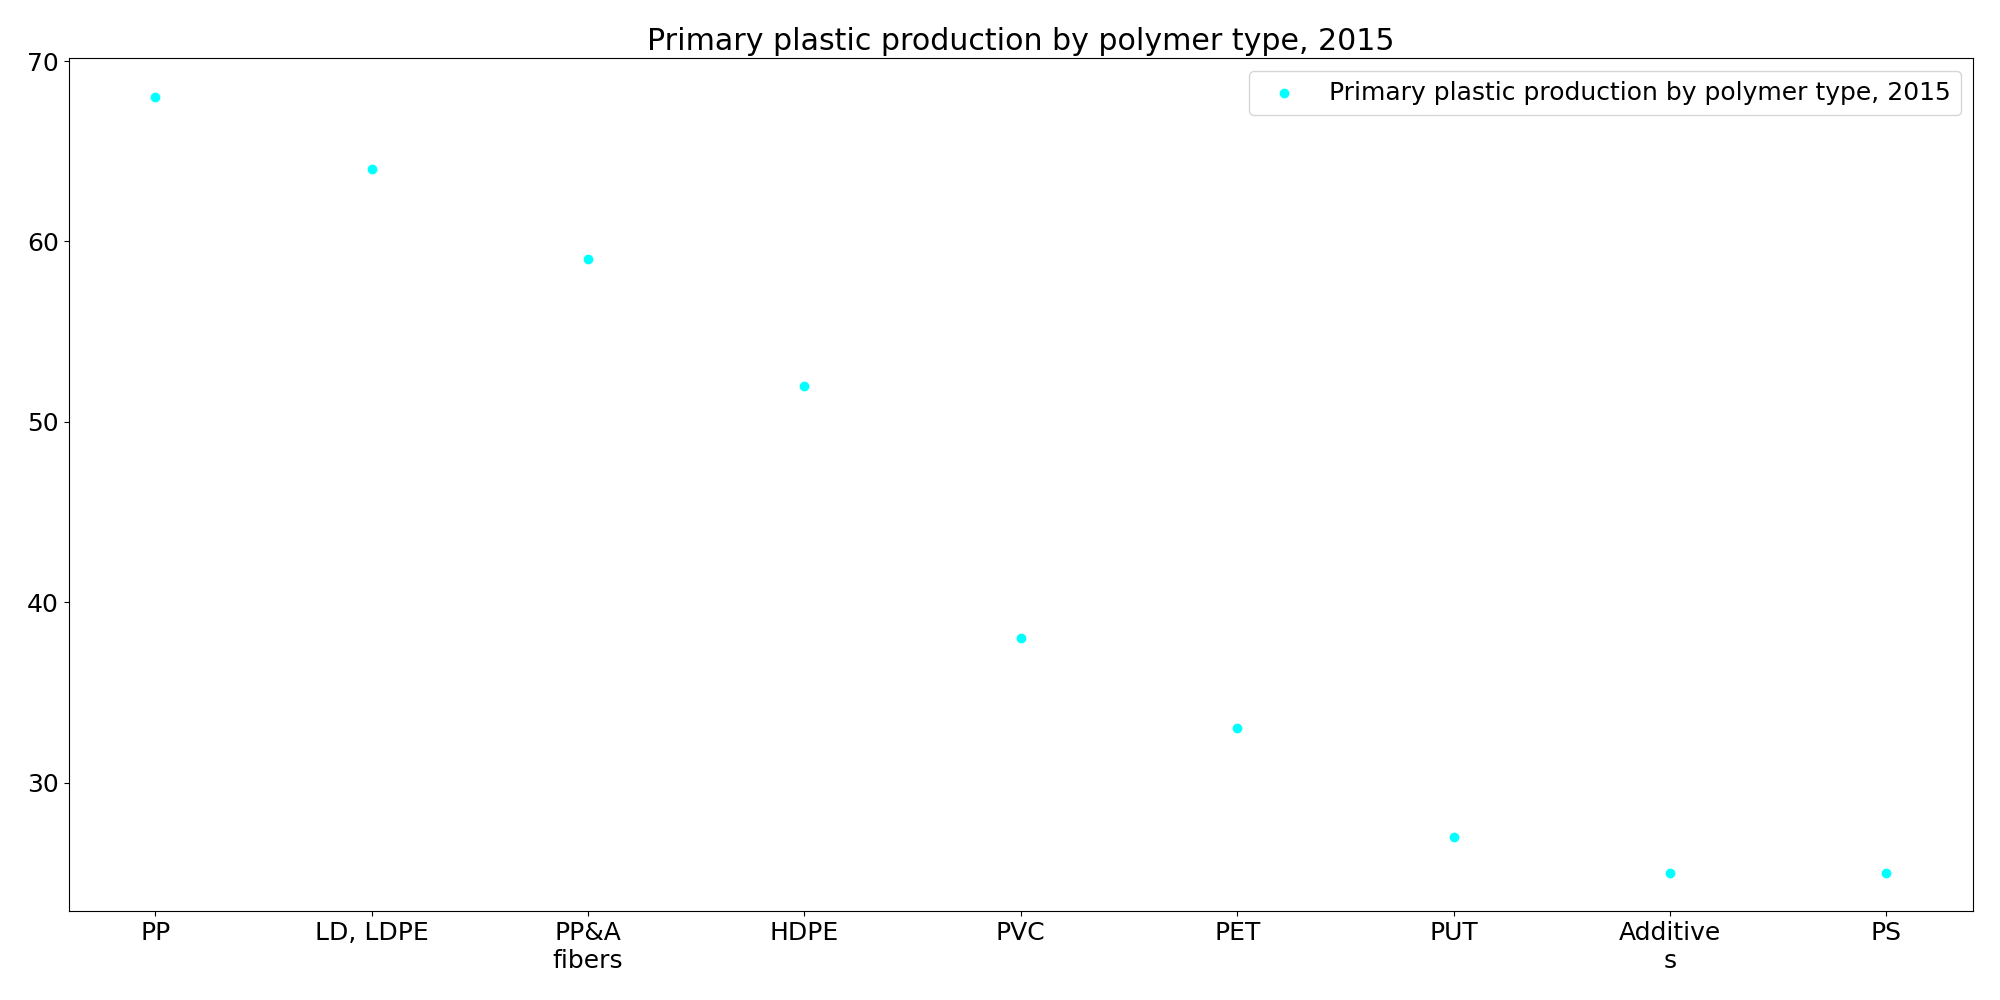 Primary plastic production by polymer type, 2015
Primary plastic production by polymer type, 2015
70
60
50
40
30
PP
LD, LDPE
PP&A
fibers
HDPE
PVC
PET
PUT
Additive
s
PS